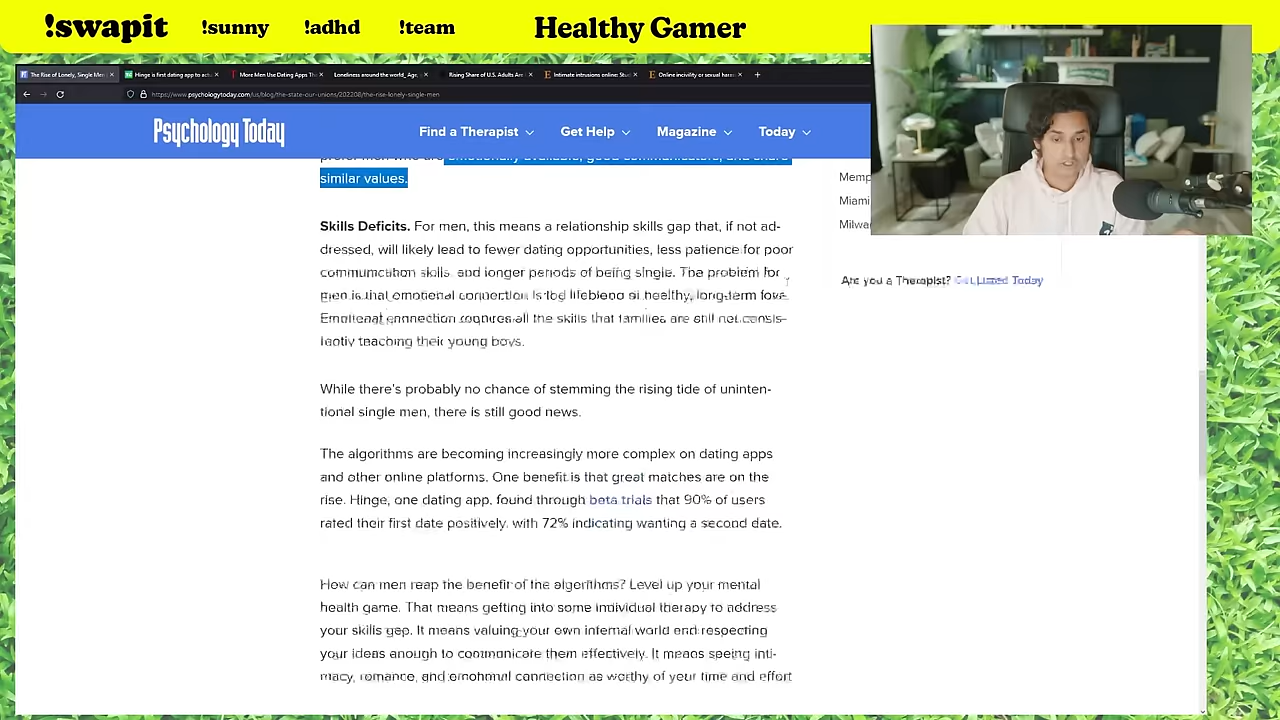 !swapit !sunny !adhd !team Healthy Gamer
The Rise of Lonely, Single Men
Hinge is first dating app to actu
More Men Use Dating Apps Th
Loneliness around the world_ Age, g
Rising Share of U.S. Adults Are
Intimate intrusions online: Stud
Online incivility or sexual haras
https://www.psychologytoday.com/us/blog/the-state-our-unions/202208/the-rise-lonely-single-men
Psychology Today
Find a Therapist Get Help Magazine Today
prefer men who are emotionally available, good communicators, and share
similar values.
Memp
Miami
Milwa
Are you a Therapist? Get Listed Today
Skills Deficits. For men, this means a relationship skills gap that, if not ad-
dressed, will likely lead to fewer dating opportunities, less patience for poor
communication skills, and longer periods of being single. The problem for
men is that emotional connection is the lifeblood of healthy, long-term love.
Emotional connection requires all the skills that families are still not consis-
tently teaching their young boys.
While there's probably no chance of stemming the rising tide of uninten-
tional single men, there is still good news.
The algorithms are becoming increasingly more complex on dating apps
and other online platforms. One benefit is that great matches are on the
rise. Hinge, one dating app, found through beta trials that 90% of users
rated their first date positively, with 72% indicating wanting a second date.
How can men reap the benefit of the algorithms? Level up your mental
health game. That means getting into some individual therapy to address
your skills gap. It means valuing your own internal world and respecting
your ideas enough to communicate them effectively. It means seeing inti-
macy, romance, and emotional connection as worthy of your time and effort